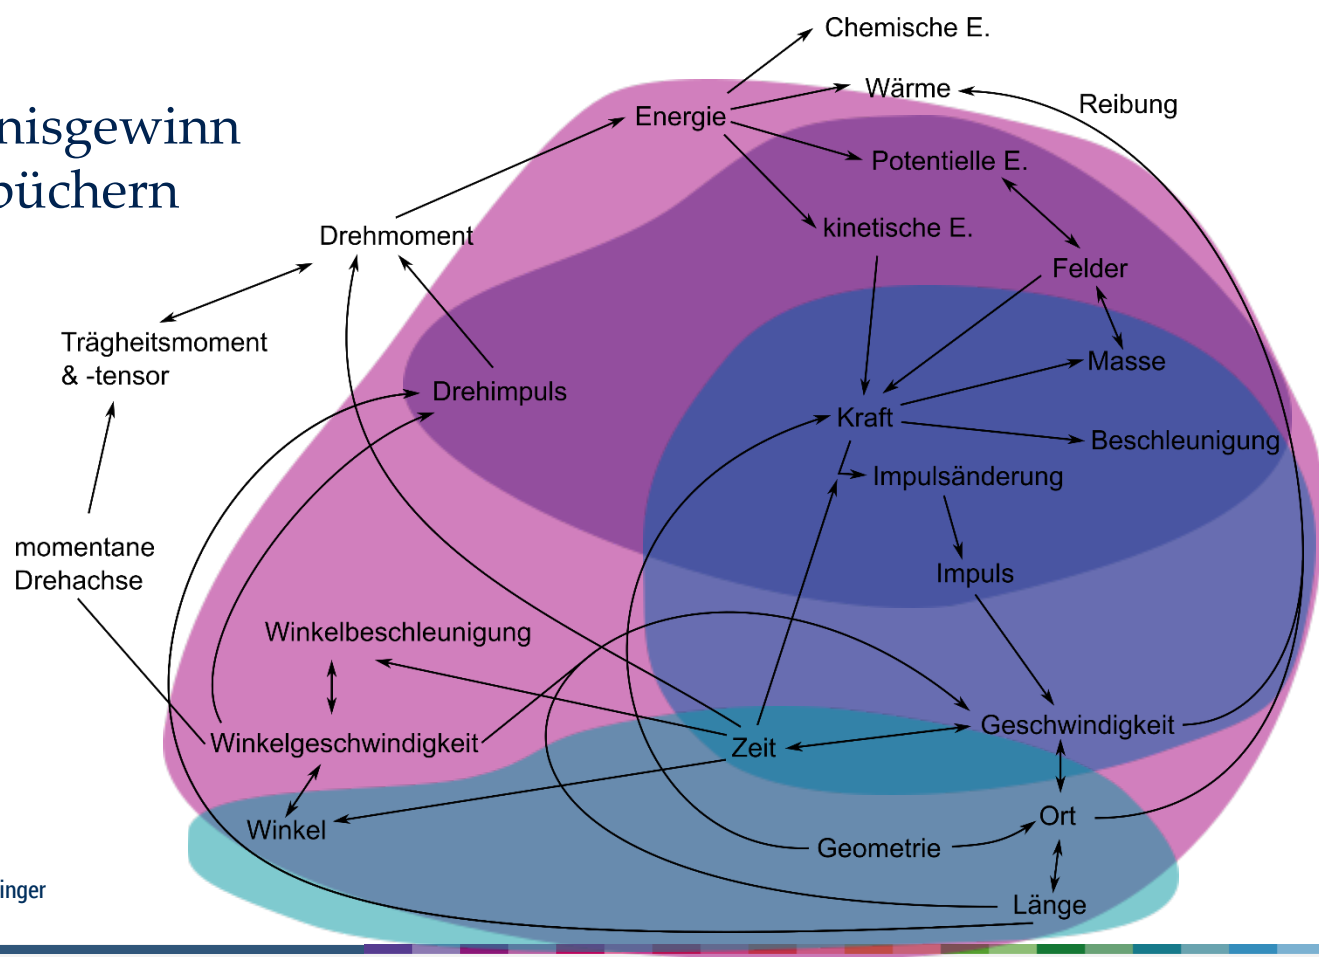 nisgewinn
büchern
Chemische E.
Wärme
Reibung
Energie
Potentielle E.
kinetische E.
Drehmoment
Felder
Trägheitsmoment
& -tensor
Masse
Drehimpuls
Kraft
Beschleunigung
Impulsänderung
momentane
Drehachse
Impuls
Winkelbeschleunigung
Geschwindigkeit
Winkelgeschwindigkeit
Zeit
Ort
Winkel
Geometrie
Länge
inger